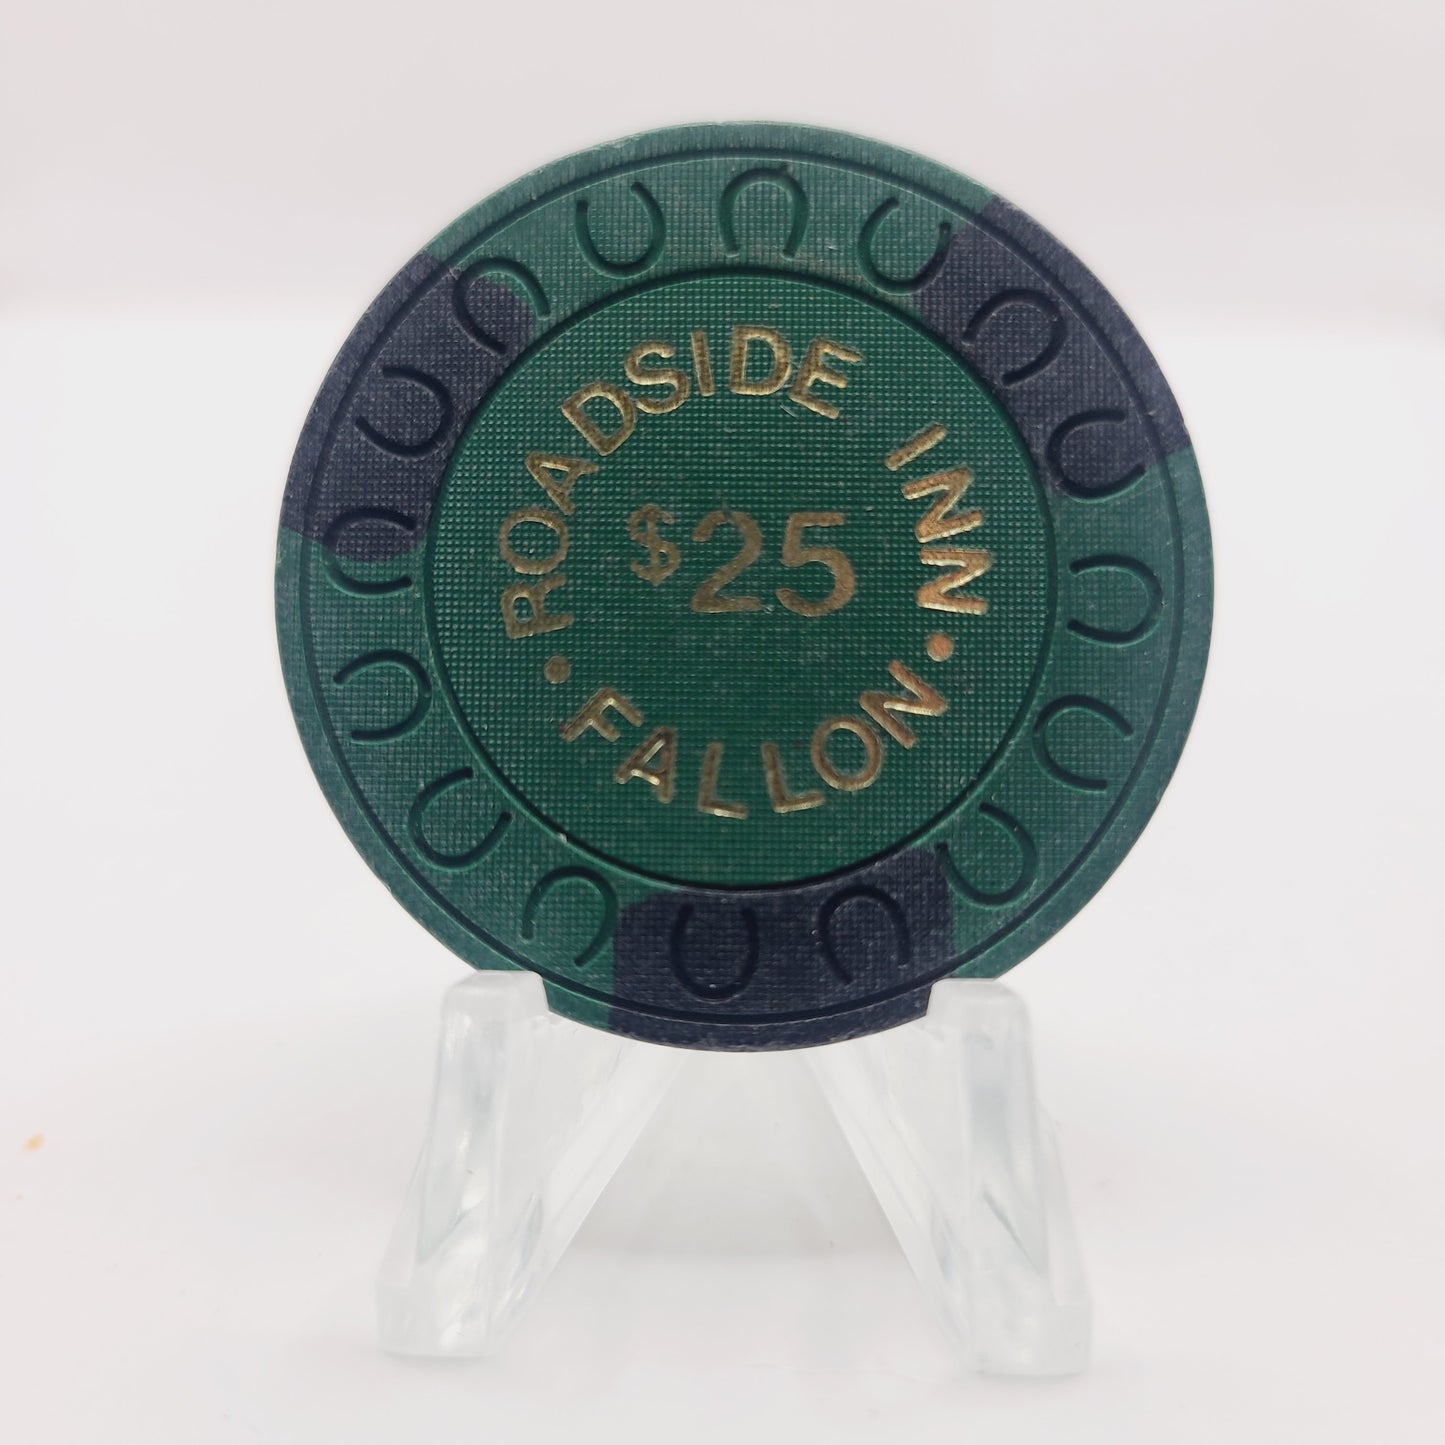 ROADSIDE INN
$25
• FALLON •